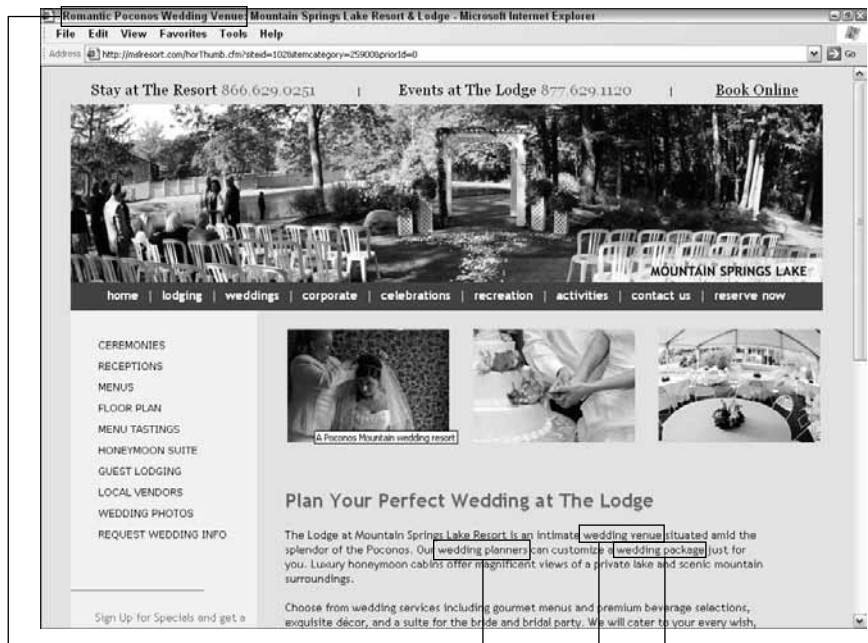 Romantic Poconos Wedding Venue: Mountain Springs Lake Resort & Lodge - Microsoft Internet Explorer
File Edit View Favorites Tools Help
Address http://mslresort.com/horThumb.cfm?siteid=102&itemcategory=25900&priorId=0 Go
Stay at The Resort 866.629.0251 | Events at The Lodge 877.629.1120 | Book Online
MOUNTAIN SPRINGS LAKE
home | lodging | weddings | corporate | celebrations | recreation | activities | contact us | reserve now
CEREMONIES
RECEPTIONS
MENUS
FLOOR PLAN
MENU TASTINGS
HONEYMOON SUITE
GUEST LODGING
LOCAL VENDORS
WEDDING PHOTOS
REQUEST WEDDING INFO
Sign Up for Specials and get a
A Poconos Mountain wedding resort
Plan Your Perfect Wedding at The Lodge
The Lodge at Mountain Springs Lake Resort is an intimate wedding venue situated amid the
splendor of the Poconos. Our wedding planners can customize a wedding package just for
you. Luxury honeymoon cabins offer magnificent views of a private lake and scenic mountain
surroundings.
Choose from wedding services including gourmet menus and premium beverage selections,
exquisite décor, and a suite for the bride and bridal party. We will cater to your every wish,